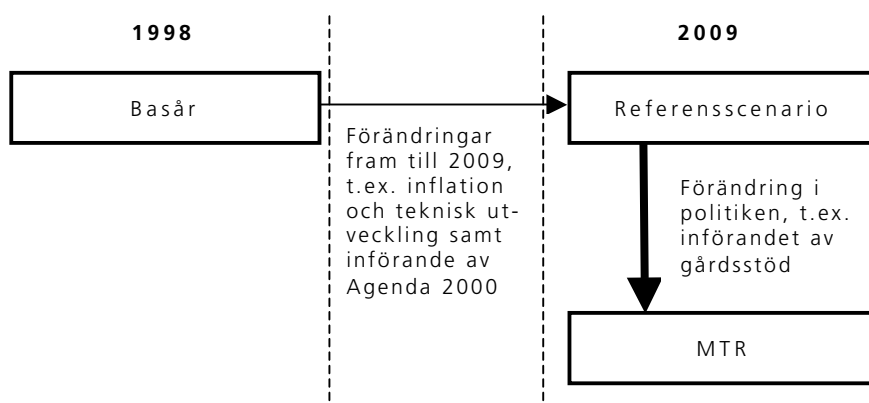 1998
2009
Basår
Referensscenario
Förändringar
fram till 2009,
t.ex. inflation
och teknisk ut-
veckling samt
införande av
Agenda 2000
Förändring i
politiken, t.ex.
införandet av
gårdsstöd
MTR